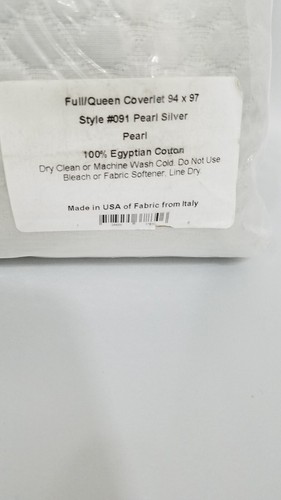 Full/Queen Coverlet 94 x 97
Style #091 Pearl Silver
Pearl
100% Egyptian Cotton
Dry Clean or Machine Wash Cold. Do Not Use
Bleach or Fabric Softener. Line Dry
Made in USA of Fabric from Italy